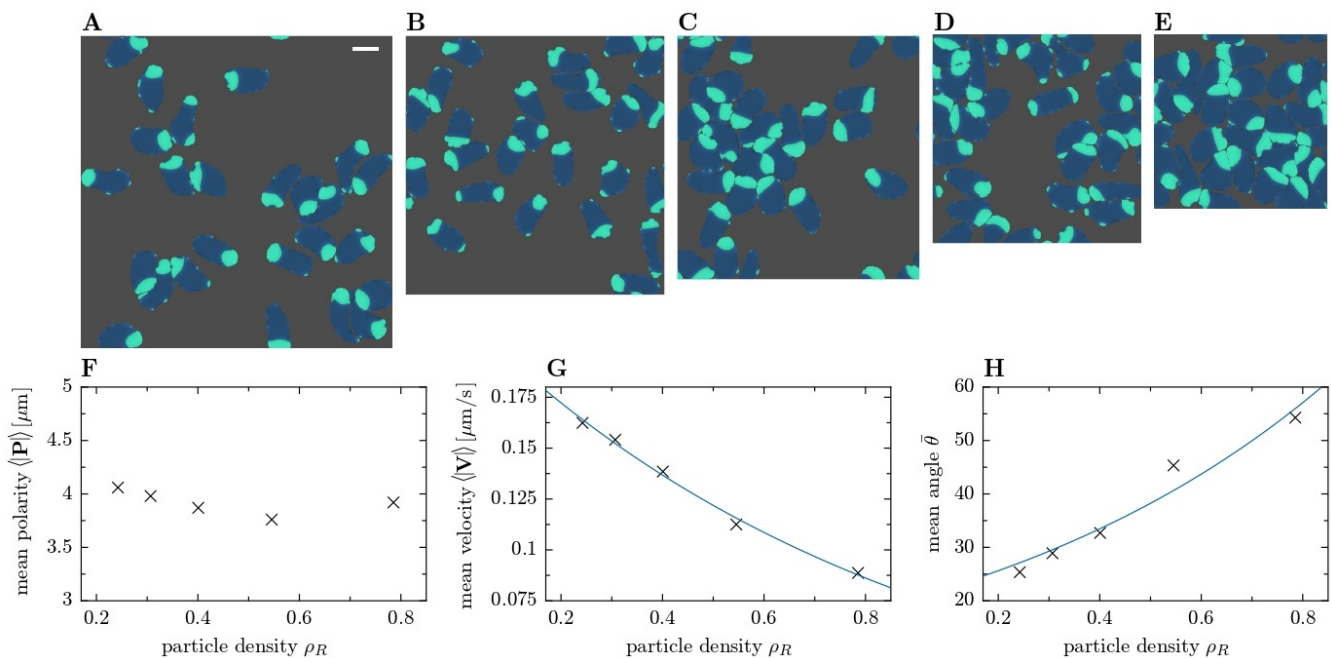 A
B
C
D
E
F
mean polarity ⟨|P|⟩ [μm]
5
4.5
4
3.5
3
0.2 0.4 0.6 0.8
particle density ρ_R
G
mean velocity ⟨|V|⟩ [μm/s]
0.175
0.15
0.125
0.1
0.075
0.2 0.4 0.6 0.8
particle density ρ_R
H
mean angle θ̄
60
50
40
30
20
0.2 0.4 0.6 0.8
particle density ρ_R